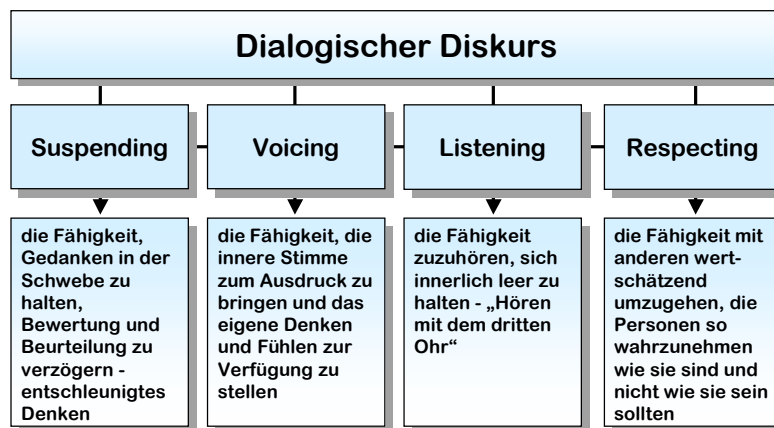 Dialogischer Diskurs
Suspending
Voicing
Listening
Respecting
die Fähigkeit,
Gedanken in der
Schwebe zu
halten,
Bewertung und
Beurteilung zu
verzögern -
entschleunigtes
Denken
die Fähigkeit, die
innere Stimme
zum Ausdruck zu
bringen und das
eigene Denken
und Fühlen zur
Verfügung zu
stellen
die Fähigkeit
zuzuhören, sich
innerlich leer zu
halten - „Hören
mit dem dritten
Ohr“
die Fähigkeit mit
anderen wert-
schätzend
umzugehen, die
Personen so
wahrzunehmen
wie sie sind und
nicht wie sie sein
sollten